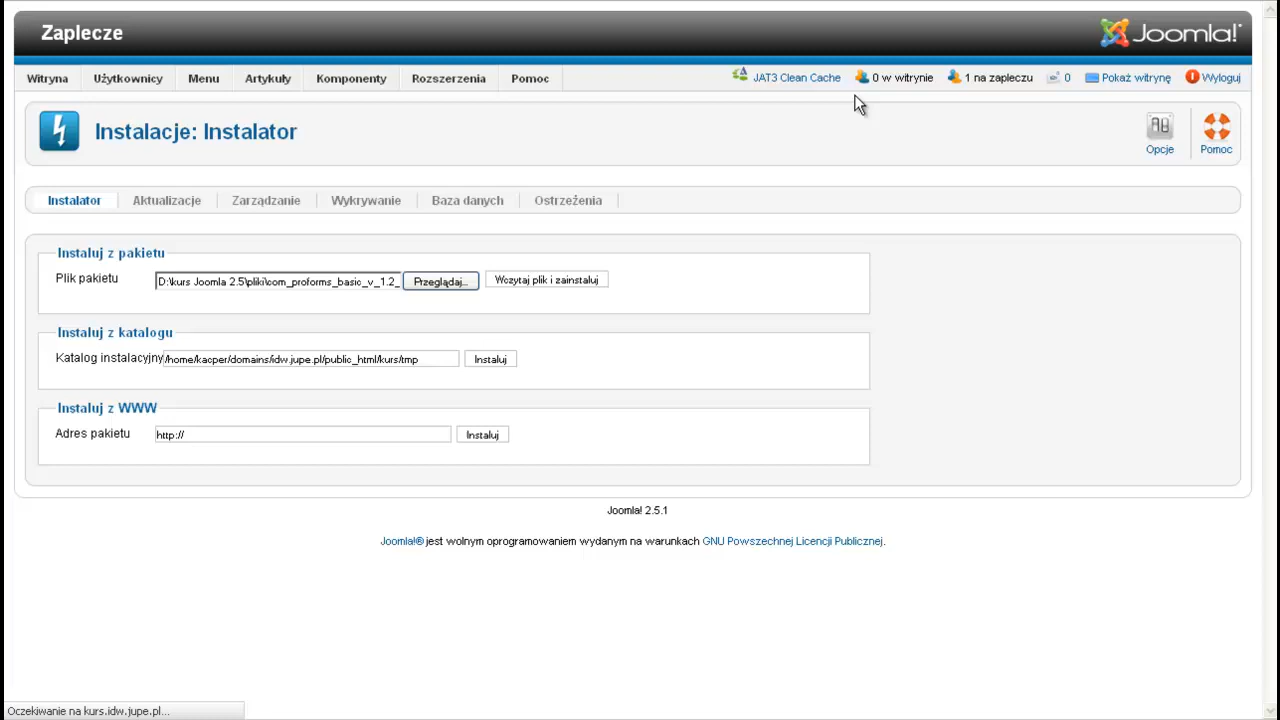 Zaplecze
Joomla!
Witryna Użytkownicy Menu Artykuły Komponenty Rozszerzenia Pomoc JAT3 Clean Cache 0 w witrynie 1 na zapleczu 0 Pokaż witrynę Wyloguj
Instalacje: Instalator
Opcje Pomoc
Instalator Aktualizacje Zarządzanie Wykrywanie Baza danych Ostrzeżenia
Instaluj z pakietu
Plik pakietu D:\kurs Joomla 2.5\pliki\com_proforms_basic_v_1.2_ Przeglądaj... Wczytaj plik i zainstaluj
Instaluj z katalogu
Katalog instalacyjny /home/kacper/domains/idw.jupe.pl/public_html/kurs/tmp Instaluj
Instaluj z WWW
Adres pakietu http:// Instaluj
Joomla! 2.5.1
Joomla!® jest wolnym oprogramowaniem wydanym na warunkach GNU Powszechnej Licencji Publicznej.
Oczekiwanie na kurs.idw.jupe.pl...